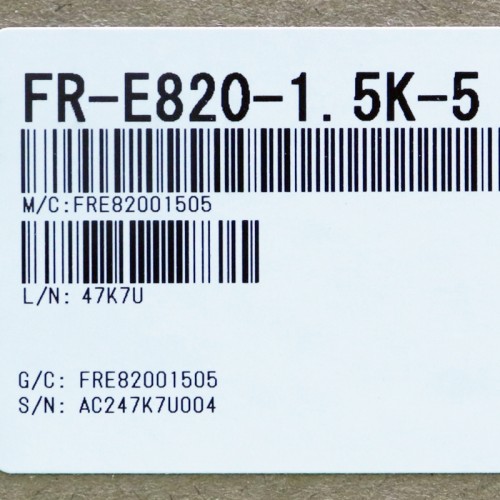 FR-E820-1.5K-5
M/C:FRE82001505
L/N: 47K7U
G/C: FRE82001505
S/N: AC247K7U004